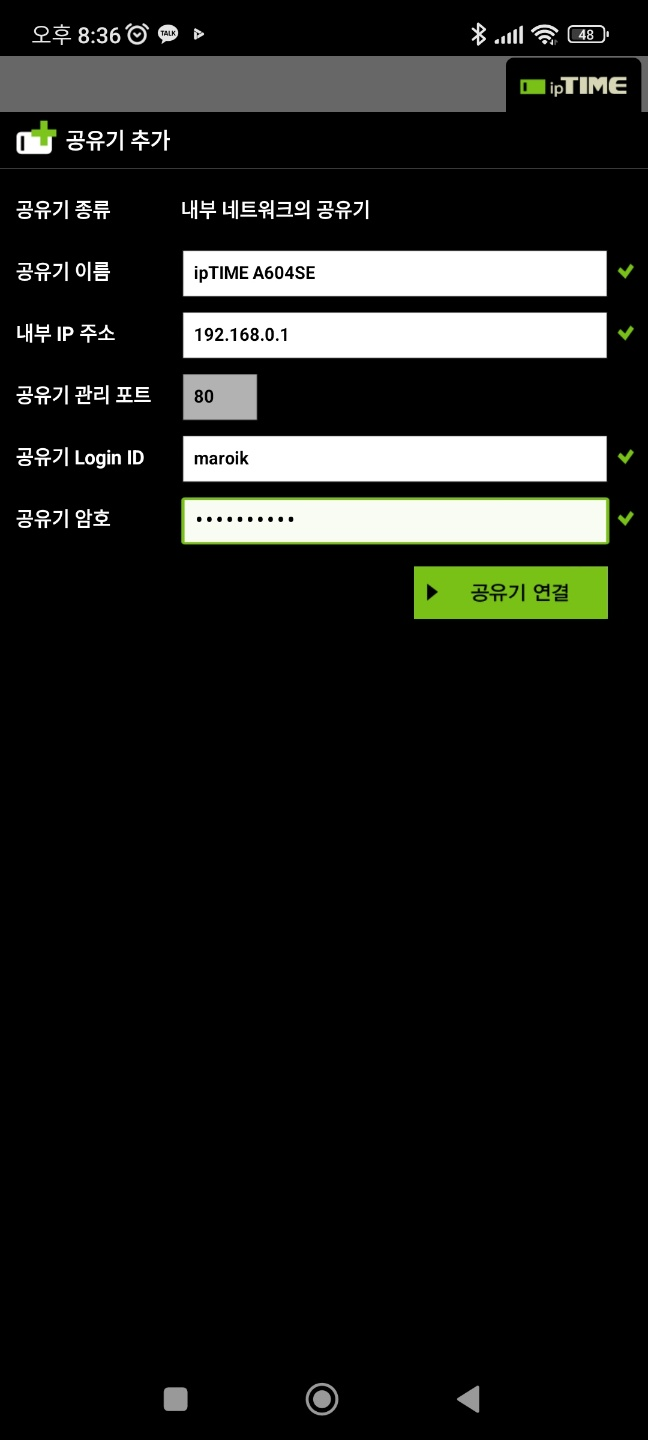 오후 8:36 TALK 48
ipTIME
공유기 추가
공유기 종류 내부 네트워크의 공유기
공유기 이름 ipTIME A604SE
내부 IP 주소 192.168.0.1
공유기 관리 포트 80
공유기 Login ID maroik
공유기 암호 ••••••••••
공유기 연결